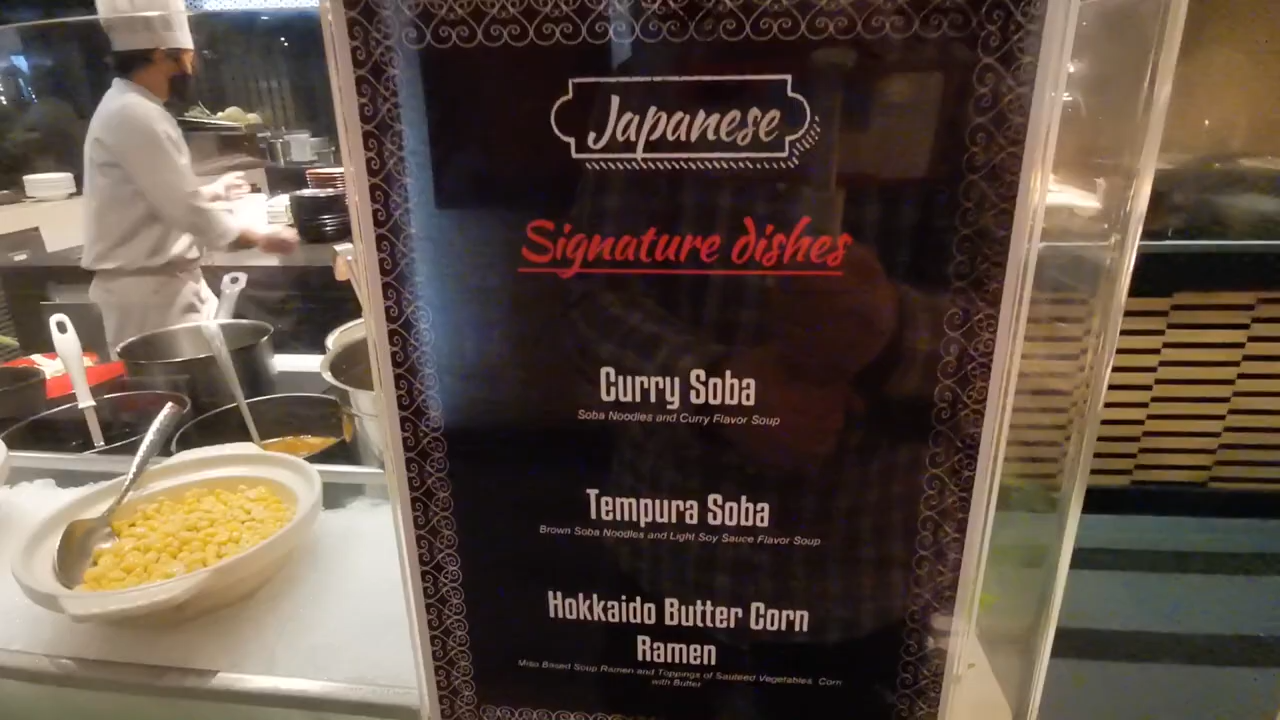 Japanese
Signature dishes
Curry Soba
Soba Noodles and Curry Flavor Soup
Tempura Soba
Brown Soba Noodles and Light Soy Sauce Flavor Soup
Hokkaido Butter Corn
Ramen
Miso Based Soup Ramen and Toppings of Sauteed Vegetables, Corn
with Butter